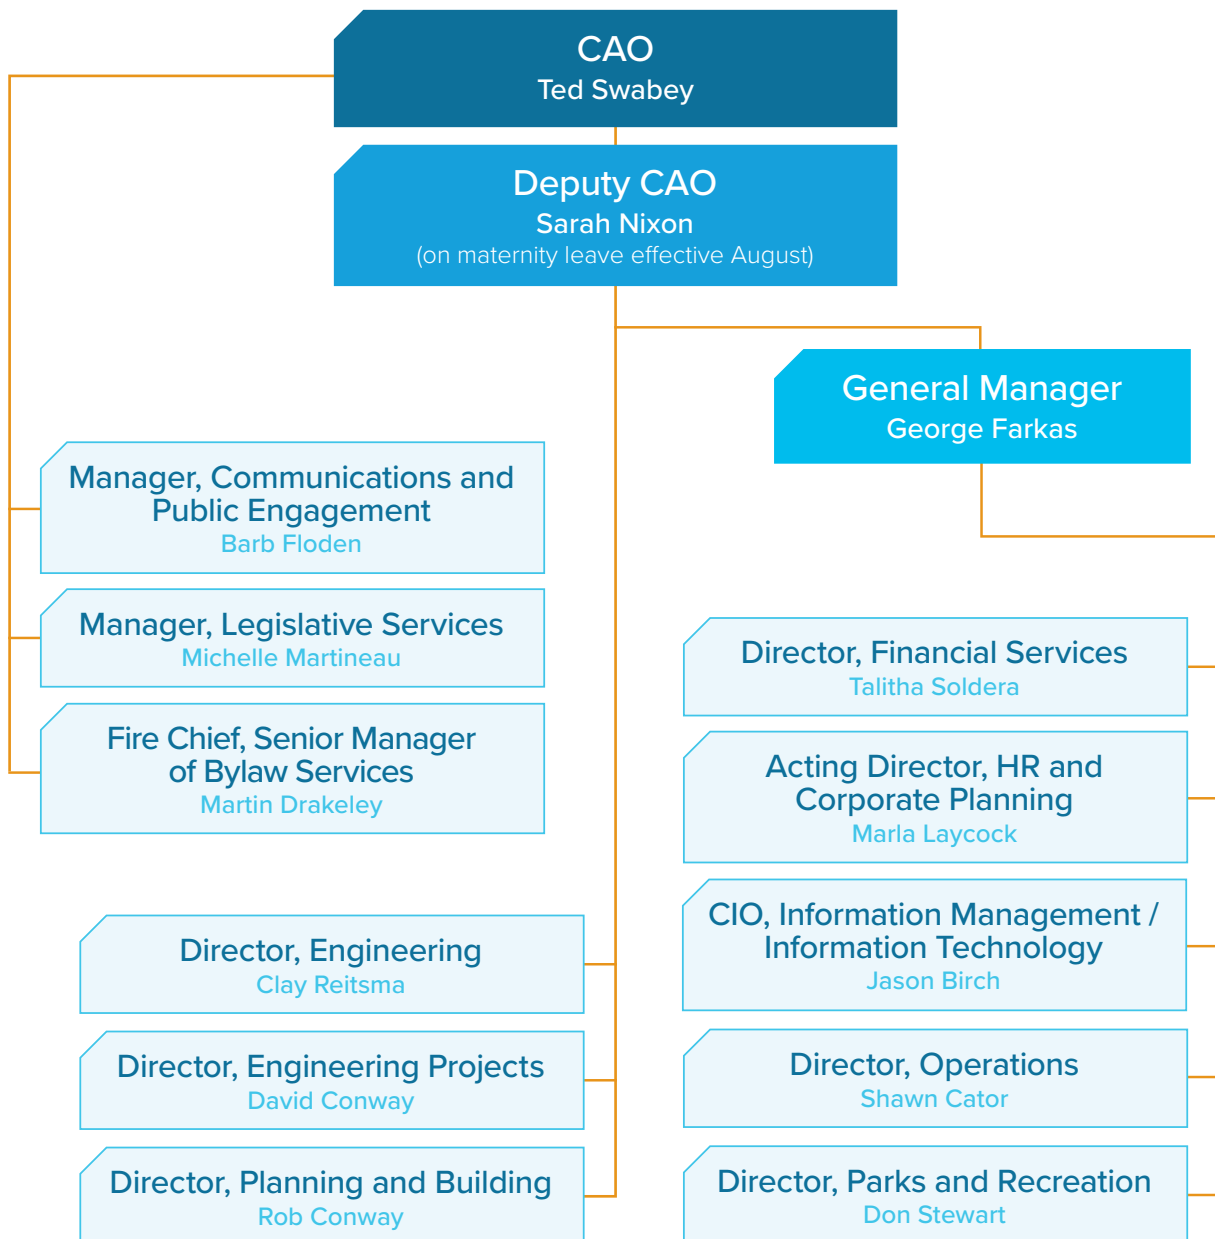 CAO
Ted Swabey
Deputy CAO
Sarah Nixon
(on maternity leave effective August)
General Manager
George Farkas
Manager, Communications and
Public Engagement
Barb Floden
Manager, Legislative Services
Michelle Martineau
Fire Chief, Senior Manager
of Bylaw Services
Martin Drakeley
Director, Engineering
Clay Reitsma
Director, Engineering Projects
David Conway
Director, Planning and Building
Rob Conway
Director, Financial Services
Talitha Soldera
Acting Director, HR and
Corporate Planning
Marla Laycock
CIO, Information Management /
Information Technology
Jason Birch
Director, Operations
Shawn Cator
Director, Parks and Recreation
Don Stewart